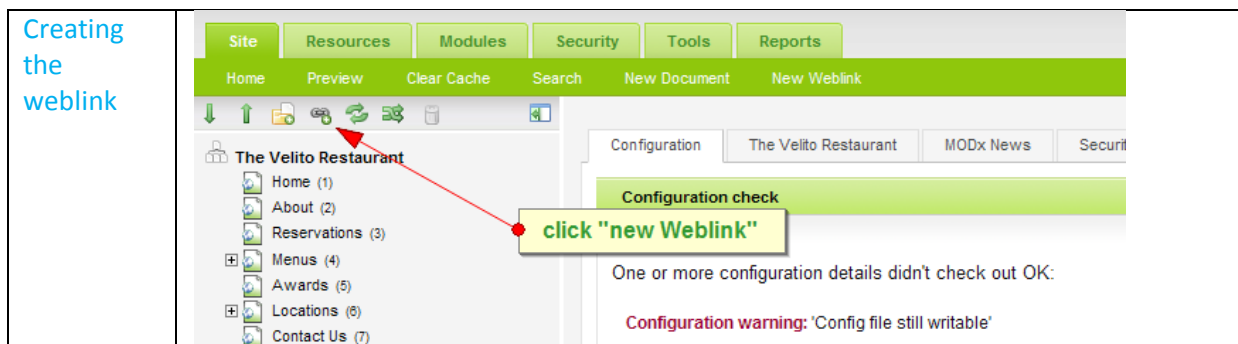 Creating
the
weblink
Site Resources Modules Security Tools Reports
Home Preview Clear Cache Search New Document New Weblink
The Velito Restaurant
Home (1)
About (2)
Reservations (3)
Menus (4)
Awards (5)
Locations (6)
Contact Us (7)
Configuration The Velito Restaurant MODx News Securit
Configuration check
click "new Weblink"
One or more configuration details didn't check out OK:
Configuration warning: 'Config file still writable'